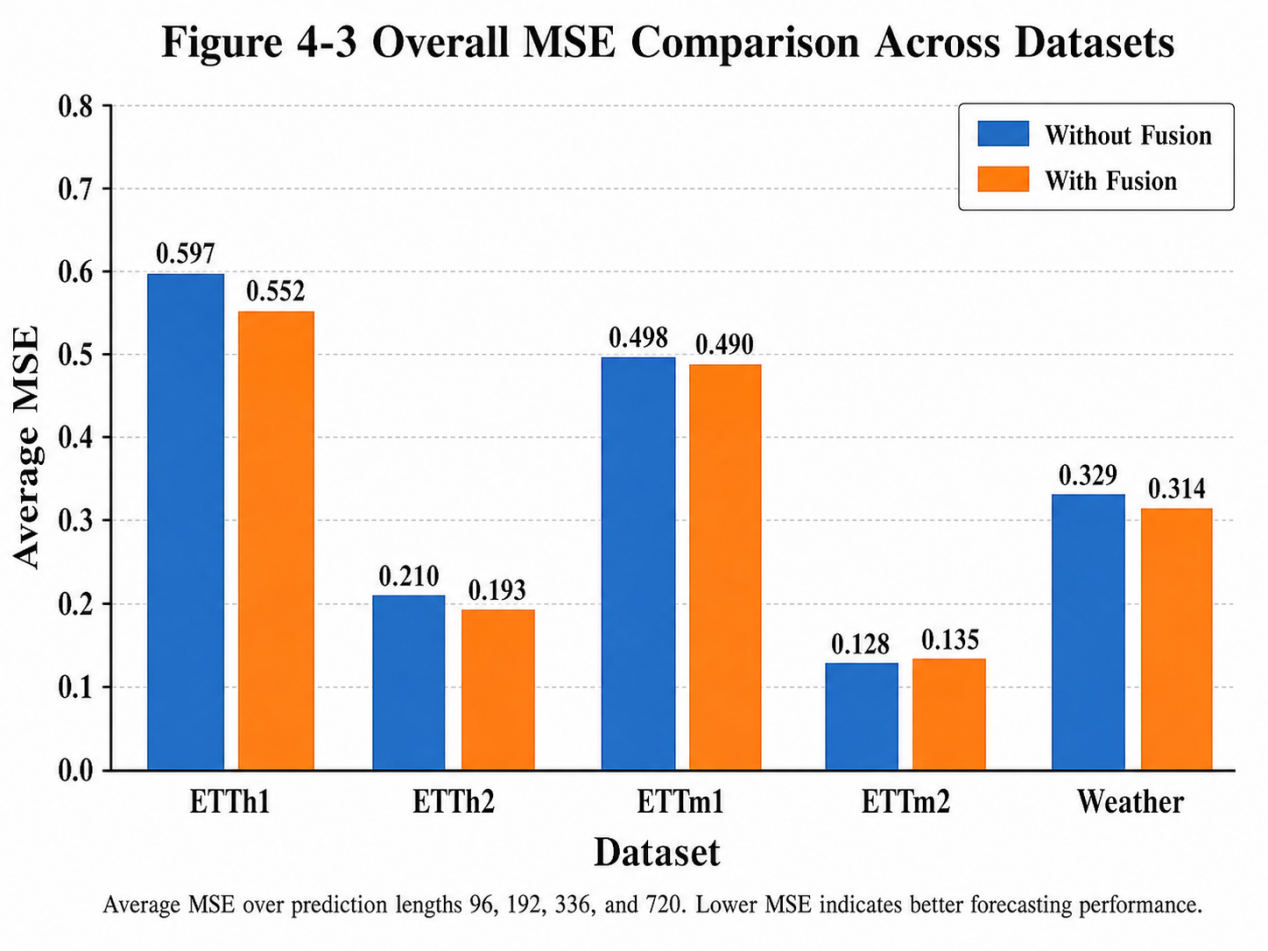 Figure 4-3 Overall MSE Comparison Across Datasets
Average MSE
0.8
0.7
0.6
0.5
0.4
0.3
0.2
0.1
0.0
Without Fusion
With Fusion
0.597
0.552
0.210
0.193
0.498
0.490
0.128
0.135
0.329
0.314
ETTh1
ETTh2
ETTm1
ETTm2
Weather
Dataset
Average MSE over prediction lengths 96, 192, 336, and 720. Lower MSE indicates better forecasting performance.